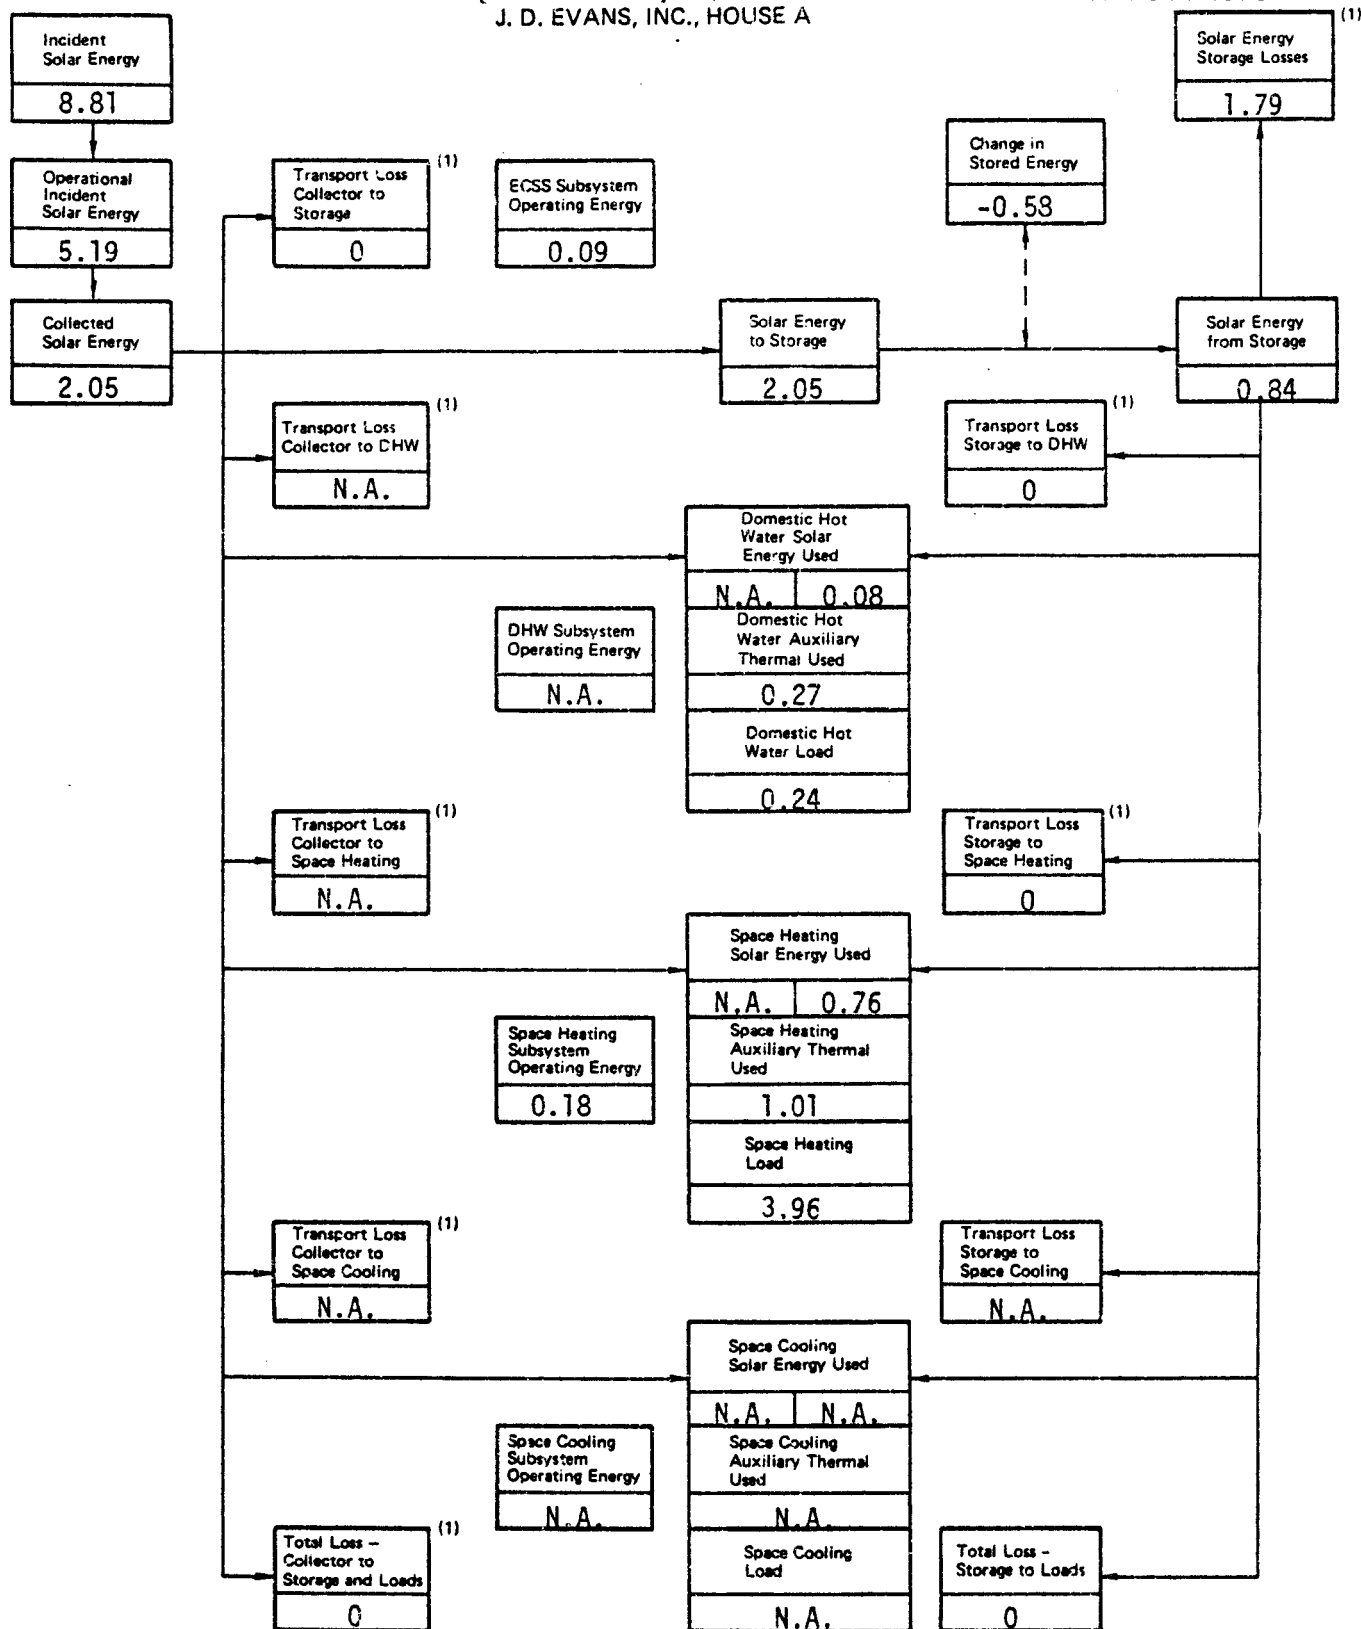 J. D. EVANS, INC., HOUSE A
Incident
Solar Energy
8.81
Solar Energy
Storage Losses
(1)
1.79
Operational
Incident
Solar Energy
5.19
Transport Loss
Collector to
Storage
(1)
0
ECSS Subsystem
Operating Energy
0.09
Change in
Stored Energy
-0.58
Collected
Solar Energy
2.05
Solar Energy
to Storage
2.05
Solar Energy
from Storage
0.84
Transport Loss
Collector to DHW
(1)
N.A.
Transport Loss
Storage to DHW
(1)
0
Domestic Hot
Water Solar
Energy Used
N.A. 0.08
DHW Subsystem
Operating Energy
N.A.
Domestic Hot
Water Auxiliary
Thermal Used
0.27
Domestic Hot
Water Load
0.24
Transport Loss
Collector to
Space Heating
(1)
N.A.
Transport Loss
Storage to
Space Heating
(1)
0
Space Heating
Solar Energy Used
N.A. 0.76
Space Heating
Subsystem
Operating Energy
0.18
Space Heating
Auxiliary Thermal
Used
1.01
Space Heating
Load
3.96
Transport Loss
Collector to
Space Cooling
(1)
N.A.
Transport Loss
Storage to
Space Cooling
N.A.
Space Cooling
Solar Energy Used
N.A. N.A.
Space Cooling
Subsystem
Operating Energy
N.A.
Space Cooling
Auxiliary Thermal
Used
N.A.
Total Loss –
Collector to
Storage and Loads
(1)
0
Space Cooling
Load
N.A.
Total Loss –
Storage to Loads
0